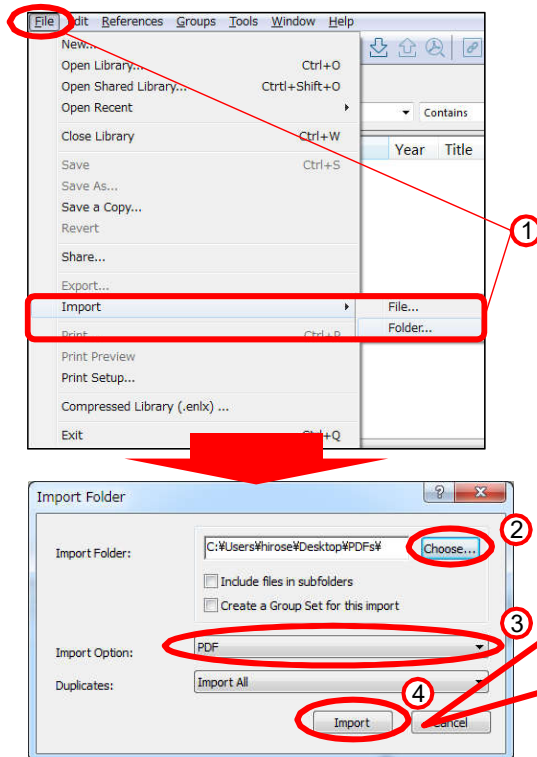 File Edit References Groups Tools Window Help
New...
Open Library... Ctrl+O
Open Shared Library... Ctrtl+Shift+O
Open Recent
Contains
Close Library Ctrl+W
Year Title
Save Ctrl+S
Save As...
Save a Copy...
Revert
1
Share...
Export...
Import File...
Folder...
Print Ctrl+P
Print Preview
Print Setup...
Compressed Library (.enlx) ...
Exit Ctrl+Q
Import Folder
2
Import Folder: C:¥Users¥hirose¥Desktop¥PDFs¥ Choose...
Include files in subfolders
Create a Group Set for this import
3
Import Option: PDF
Duplicates: Import All
4
Import Cancel